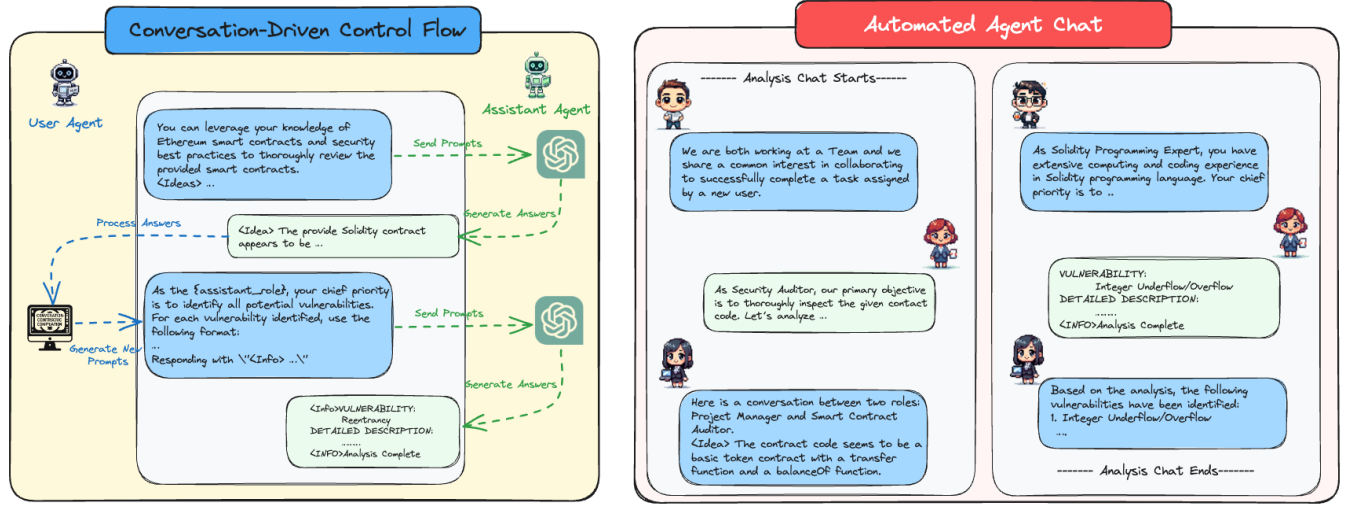 Conversation-Driven Control Flow
User Agent
Assistant Agent
You can leverage your knowledge of
Ethereum smart contracts and security
best practices to thoroughly review the
provided smart contracts.
<Ideas> ...
Send Prompts
Generate Answers
Process Answers
<Idea> The provide Solidity contract
appears to be ...
As the {assistant_role}, your chief priority
is to identify all potential vulnerabilities.
For each vulnerability identified, use the
following format:
...
Responding with \"<Info> ...\"
Send Prompts
Generate New
Prompts
Generate Answers
<Info>VULNERABILITY:
Reentrancy
DETAILED DESCRIPTION:
.......
<INFO>Analysis Complete
Automated Agent Chat
------- Analysis Chat Starts------
We are both working at a Team and we
share a common interest in collaborating
to successfully complete a task assigned
by a new user.
As Security Auditor, our primary objective
is to thoroughly inspect the given contact
code. Let's analyze ...
Here is a conversation between two roles:
Project Manager and Smart Contract
Auditor.
<Idea> The contract code seems to be a
basic token contract with a transfer
function and a balanceOf function.
As Solidity Programming Expert, you have
extensive computing and coding experience
in Solidity programming language. Your chief
priority is to ..
VULNERABILITY:
Integer Underflow/Overflow
DETAILED DESCRIPTION:
.......
<INFO>Analysis Complete
Based on the analysis, the following
vulnerabilities have been identified:
1. Integer Underflow/Overflow
....
------- Analysis Chat Ends-------